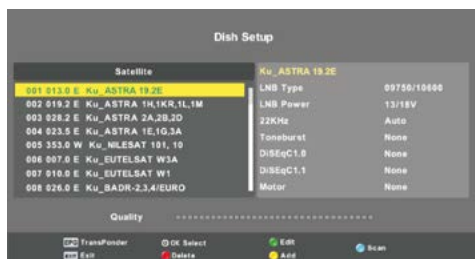 Dish Setup
Satellite
001 013.0 E Ku_ASTRA 19.2E
002 019.2 E Ku_ASTRA 1H,1KR,1L,1M
003 028.2 E Ku_ASTRA 2A,2B,2D
004 023.5 E Ku_ASTRA 1E,1G,3A
005 353.0 W Ku_NILESAT 101, 10
006 007.0 E Ku_EUTELSAT W3A
007 010.0 E Ku_EUTELSAT W1
008 026.0 E Ku_BADR-2,3,4/EURO
Ku_ASTRA 19.2E
LNB Type 09750/10600
LNB Power 13/18V
22KHz Auto
Toneburst None
DiSEqC1.0 None
DiSEqC1.1 None
Motor None
Quality
EPG TransPonder OK Select Edit Scan
EXIT Exit Delete Add